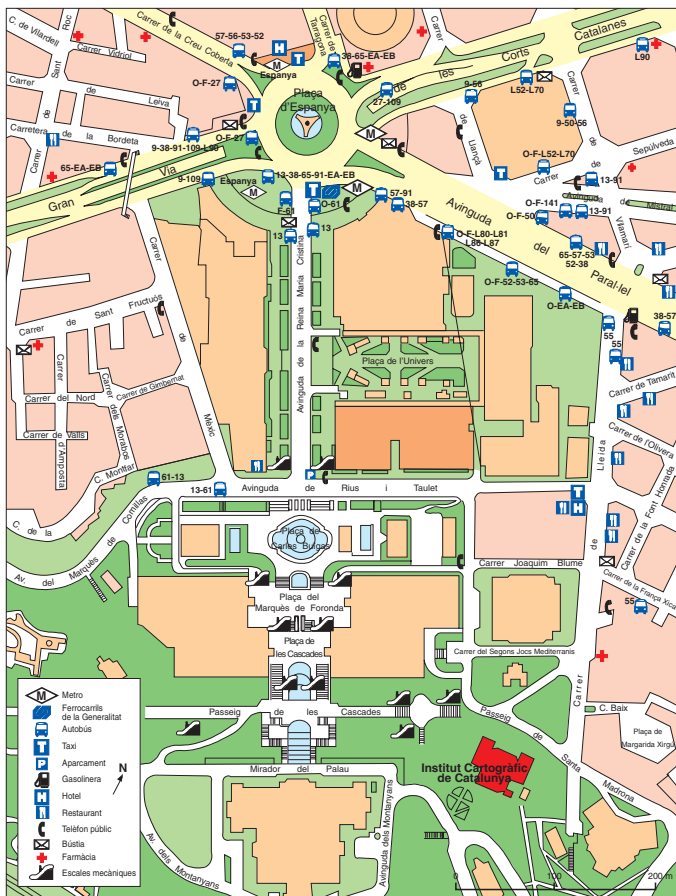 C. de Vilardell
Roc
Carrer Vidriol
Carrer de la Creu Coberta
57-56-53-52
Carrer de
Tarragona
38-65-EA-EB
Espanya
H
T
M
Plaça
d'Espanya
de les
Corts
Catalanes
L90
O-F-27
T
27-109
9-56
L52-L70
9-50-56
Carrer
de
Sant
Leiva
Carretera de la Bordeta
Carrer
9-38-91-109-L90
O-F-27
M
Llançà
O-F-L52-L70
Carrer de
Sepúlveda
T
65-EA-EB
Gran
Via
9-109
Espanya
M
13-38-65-91-EA-EB
F-61
T
M
O-61
57-91
38-57
13-91
O-F-141
O-F-50
13-91
Avinguda
de
Mistral
Vilamarí
13
13
Avinguda
del
Paral·lel
O-F-L80-L81
L86-L87
65-57-53
52-38
O-F-52-53-65
O-EA-EB
38-57
55
55
Carrer
de
Mèxic
Avinguda de la Reina Maria Cristina
Plaça de l'Univers
Carrer de Sant Fructuós
Carrer de Gimbernat
Carrer del Nord
Carrer dels Morabos
Carrer de Valls
d'Amposta
Carrer
C. Montfar
C. de la
61-13
13-61
P
Avinguda de Rius i Taulet
Carrer de Tamarit
Carrer de l'Olivera
Lleida
de
Carrer
T
H
Carrer de la Font Honrada
Carrer de la França Xica
55
Av. del Marquès de Comillas
Plaça de
Carles Buïgas
Carrer Joaquim Blume
Plaça del
Marquès de Foronda
Plaça de
les Cascades
Carrer del Segons Jocs Mediterranis
C. Baix
Plaça de
Margarida Xirgu
Passeig de les Cascades
Passeig de Santa Madrona
Mirador del Palau
Institut Cartogràfic
de Catalunya
Av. dels Montanyans
Avinguda dels Montanyans
M Metro
Ferrocarrils
de la Generalitat
Autobús
T Taxi
P Aparcament
Gasolinera
H Hotel
Restaurant
Telèfon públic
Bústia
Farmàcia
Escales mecàniques
N
0 100 200 m